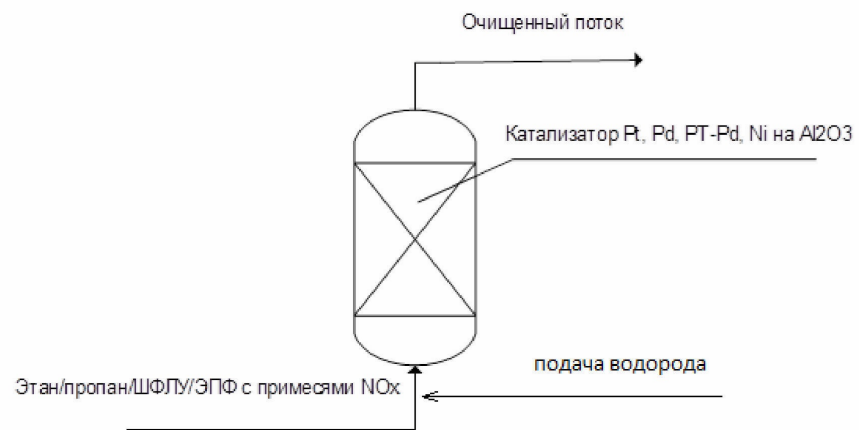 Очищенный поток
Катализатор Pt, Pd, PT-Pd, Ni на Al2O3
подача водорода
Этан/пропан/ШФЛУ/ЭПФ с примесями NOx